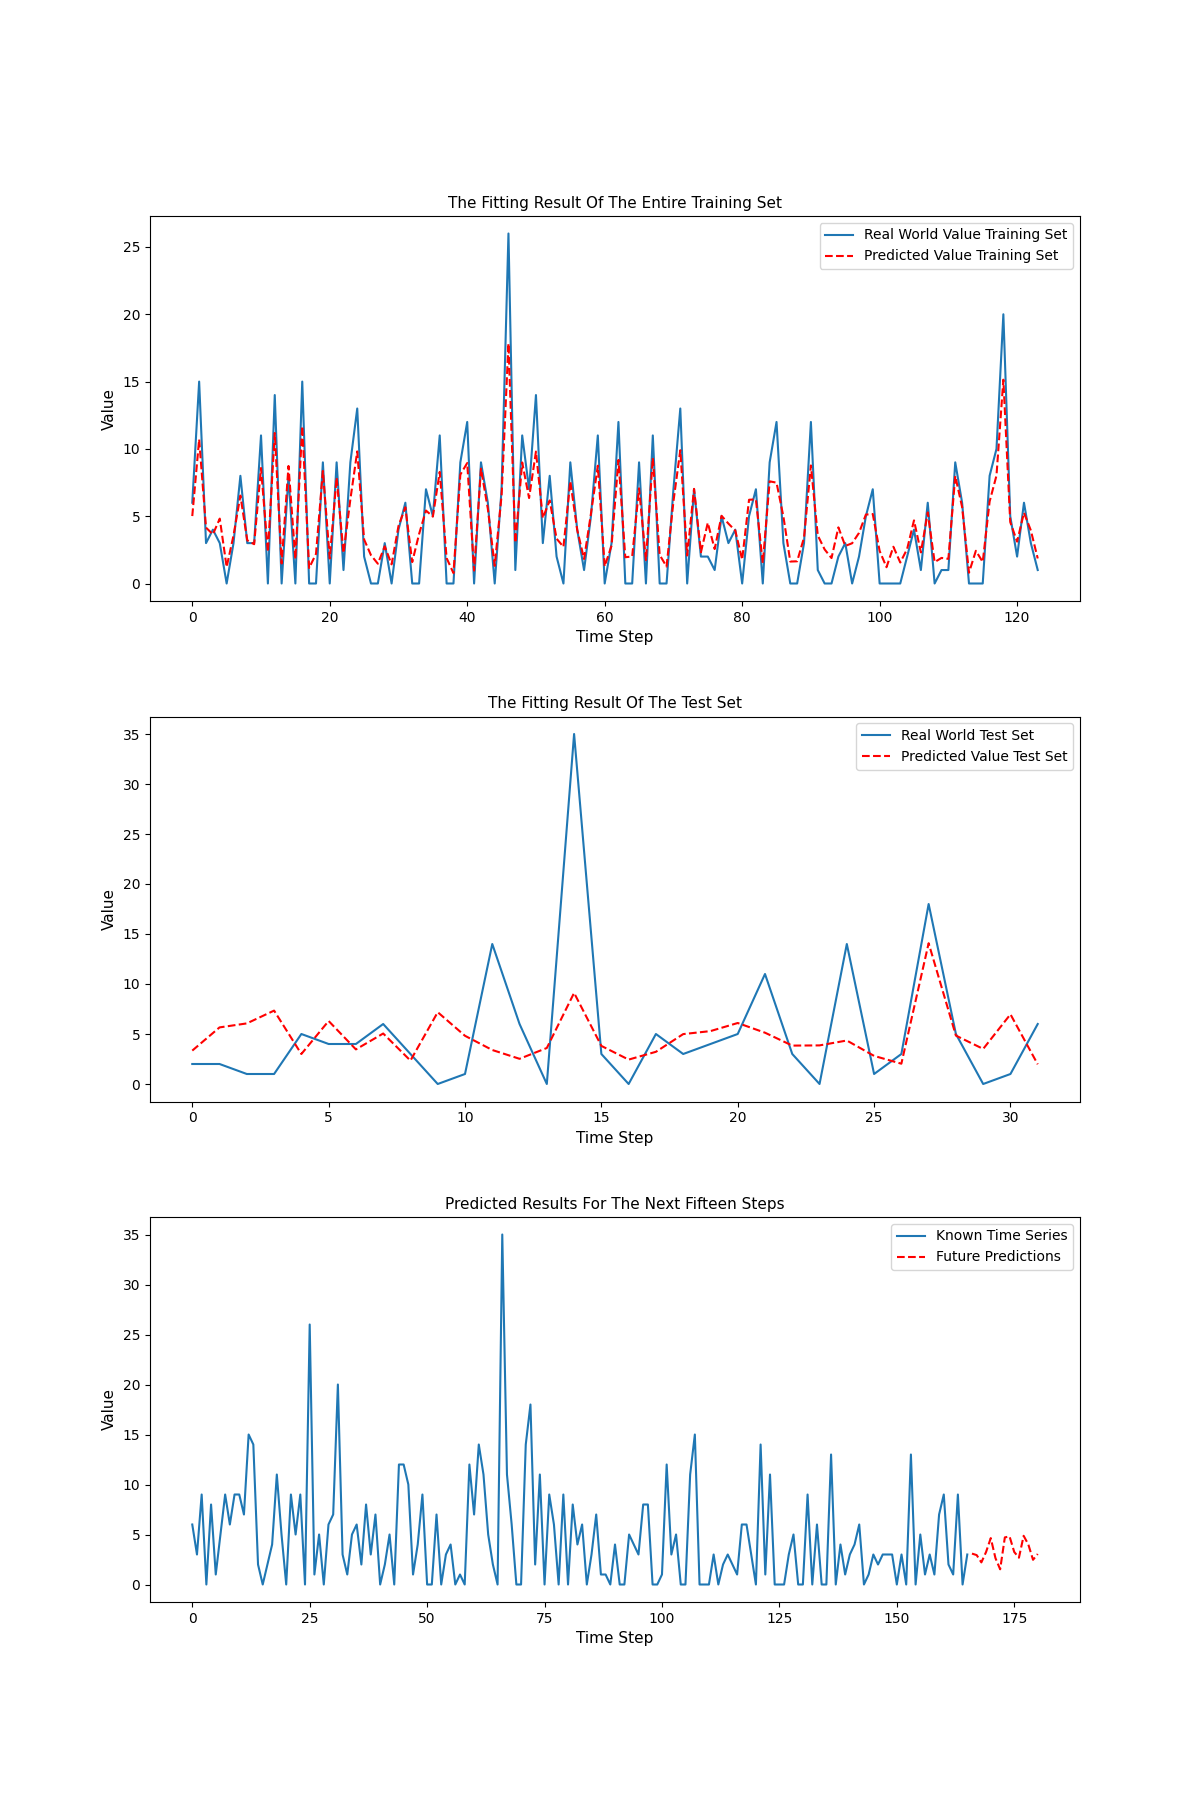 The Fitting Result Of The Entire Training Set
Real World Value Training Set
Predicted Value Training Set
25
20
15
10
5
0
Value
0 20 40 60 80 100 120
Time Step
The Fitting Result Of The Test Set
Real World Test Set
Predicted Value Test Set
35
30
25
20
15
10
5
0
Value
0 5 10 15 20 25 30
Time Step
Predicted Results For The Next Fifteen Steps
Known Time Series
Future Predictions
35
30
25
20
15
10
5
0
Value
0 25 50 75 100 125 150 175
Time Step